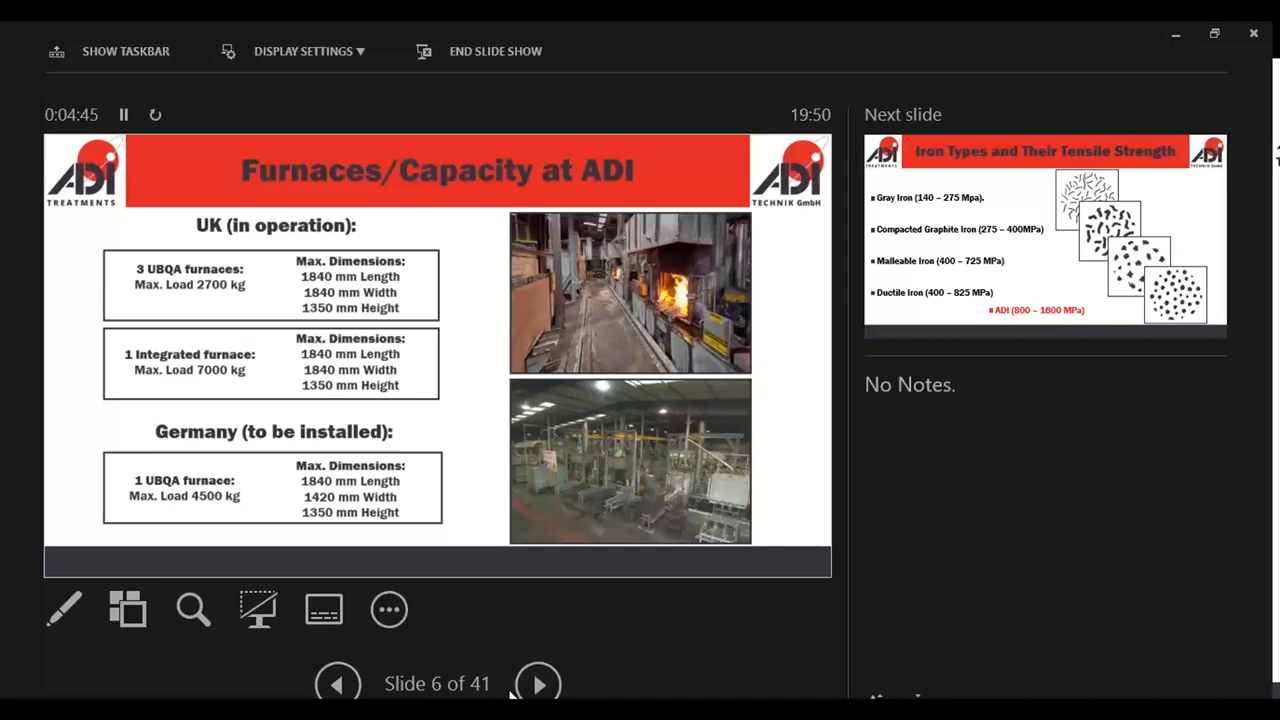 SHOW TASKBAR
DISPLAY SETTINGS ▼
END SLIDE SHOW
0:04:45
19:50
Next slide
ADI
TREATMENTS
Furnaces/Capacity at ADI
ADI
TECHNIK GmbH
UK (in operation):
3 UBQA furnaces:
Max. Load 2700 kg
Max. Dimensions:
1840 mm Length
1840 mm Width
1350 mm Height
1 Integrated furnace:
Max. Load 7000 kg
Max. Dimensions:
1840 mm Length
1840 mm Width
1350 mm Height
Germany (to be installed):
1 UBQA furnace:
Max. Load 4500 kg
Max. Dimensions:
1840 mm Length
1420 mm Width
1350 mm Height
ADI
TREATMENTS
Iron Types and Their Tensile Strength
ADI
TECHNIK GmbH
▪ Gray Iron (140 – 275 Mpa).
▪ Compacted Graphite Iron (275 – 400MPa)
▪ Malleable Iron (400 – 725 MPa)
▪ Ductile Iron (400 – 825 MPa)
▪ ADI (800 – 1600 MPa)
No Notes.
Slide 6 of 41